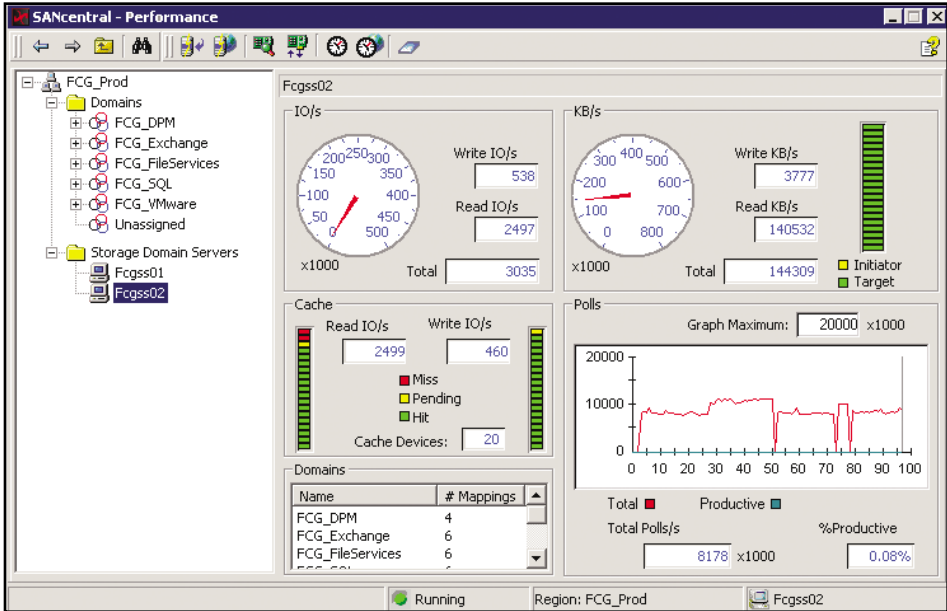 SANcentral - Performance
FCG_Prod
Domains
FCG_DPM
FCG_Exchange
FCG_FileServices
FCG_SQL
FCG_VMware
Unassigned
Storage Domain Servers
Fcgss01
Fcgss02
Fcgss02
IO/s
0 50 100 150 200 250 300 350 400 450 500
x1000
Write IO/s
538
Read IO/s
2497
Total 3035
KB/s
0 100 200 300 400 500 600 700 800
x1000
Write KB/s
3777
Read KB/s
140532
Total 144309
Initiator
Target
Cache
Read IO/s Write IO/s
2499 460
Miss
Pending
Hit
Cache Devices: 20
Domains
Name # Mappings
FCG_DPM 4
FCG_Exchange 6
FCG_FileServices 6
Polls
Graph Maximum: 20000 x1000
20000
10000
0
0 10 20 30 40 50 60 70 80 90 100
Total Productive
Total Polls/s %Productive
8178 x1000 0.08%
Running Region: FCG_Prod Fcgss02